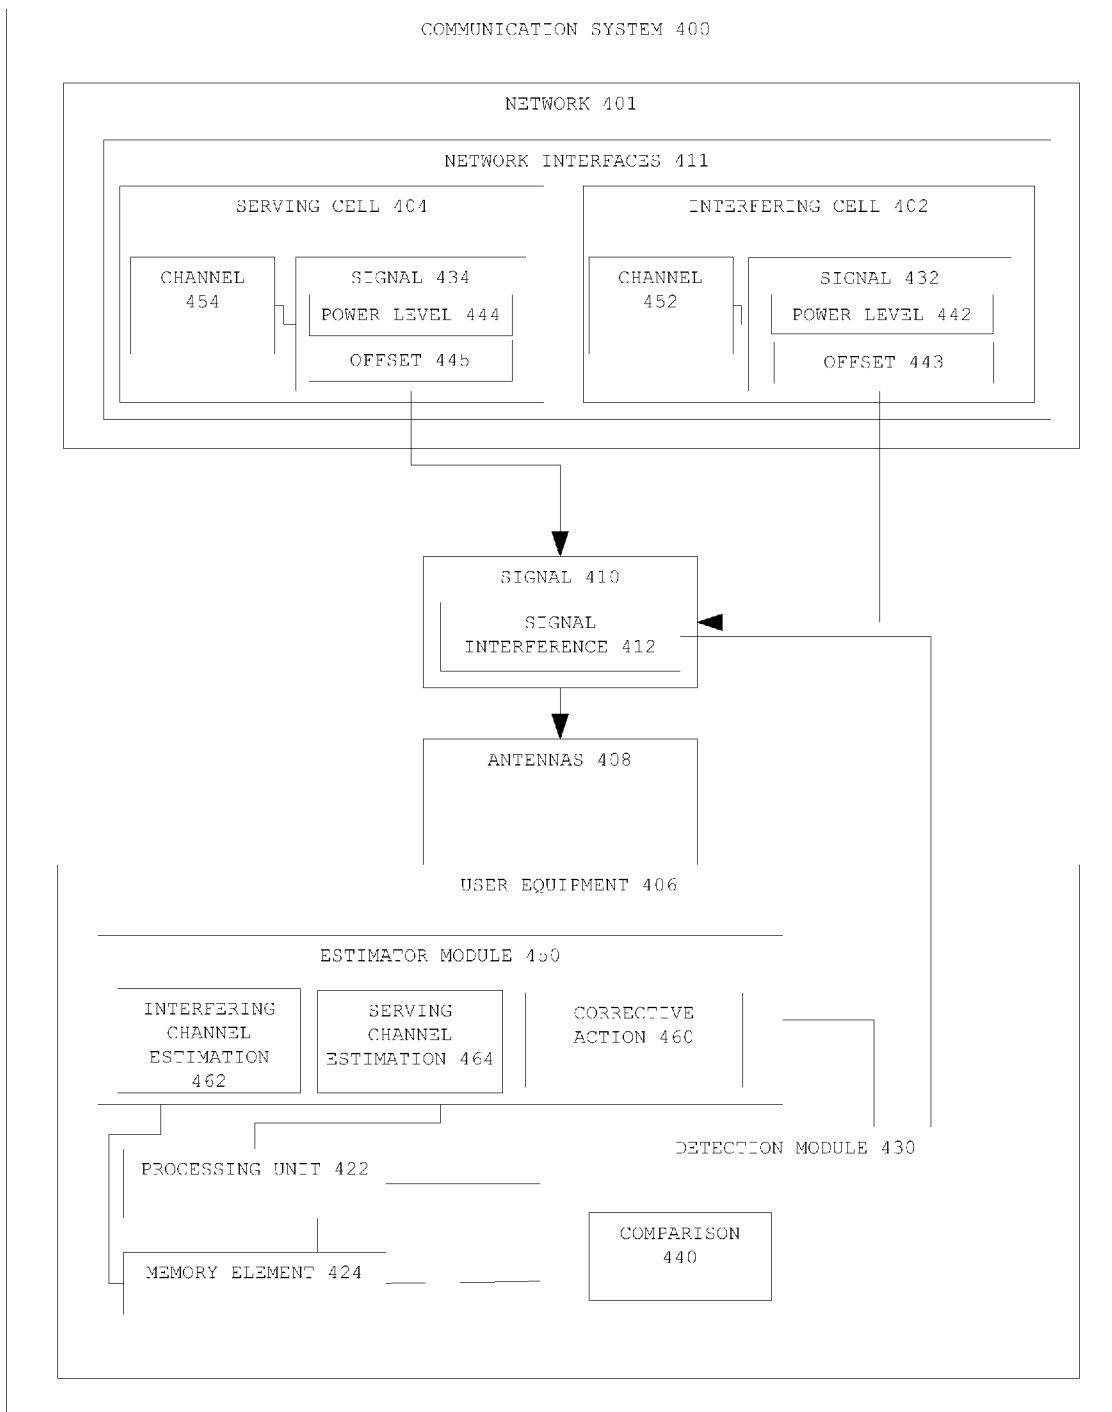 COMMUNICATION SYSTEM 400
NETWORK 401
NETWORK INTERFACES 411
SERVING CELL 404
INTERFERING CELL 402
CHANNEL
454
SIGNAL 434
POWER LEVEL 444
OFFSET 445
CHANNEL
452
SIGNAL 432
POWER LEVEL 442
OFFSET 443
SIGNAL 410
SIGNAL
INTERFERENCE 412
ANTENNAS 408
USER EQUIPMENT 406
ESTIMATOR MODULE 450
INTERFERING
CHANNEL
ESTIMATION
462
SERVING
CHANNEL
ESTIMATION 464
CORRECTIVE
ACTION 460
DETECTION MODULE 430
PROCESSING UNIT 422
COMPARISON
440
MEMORY ELEMENT 424